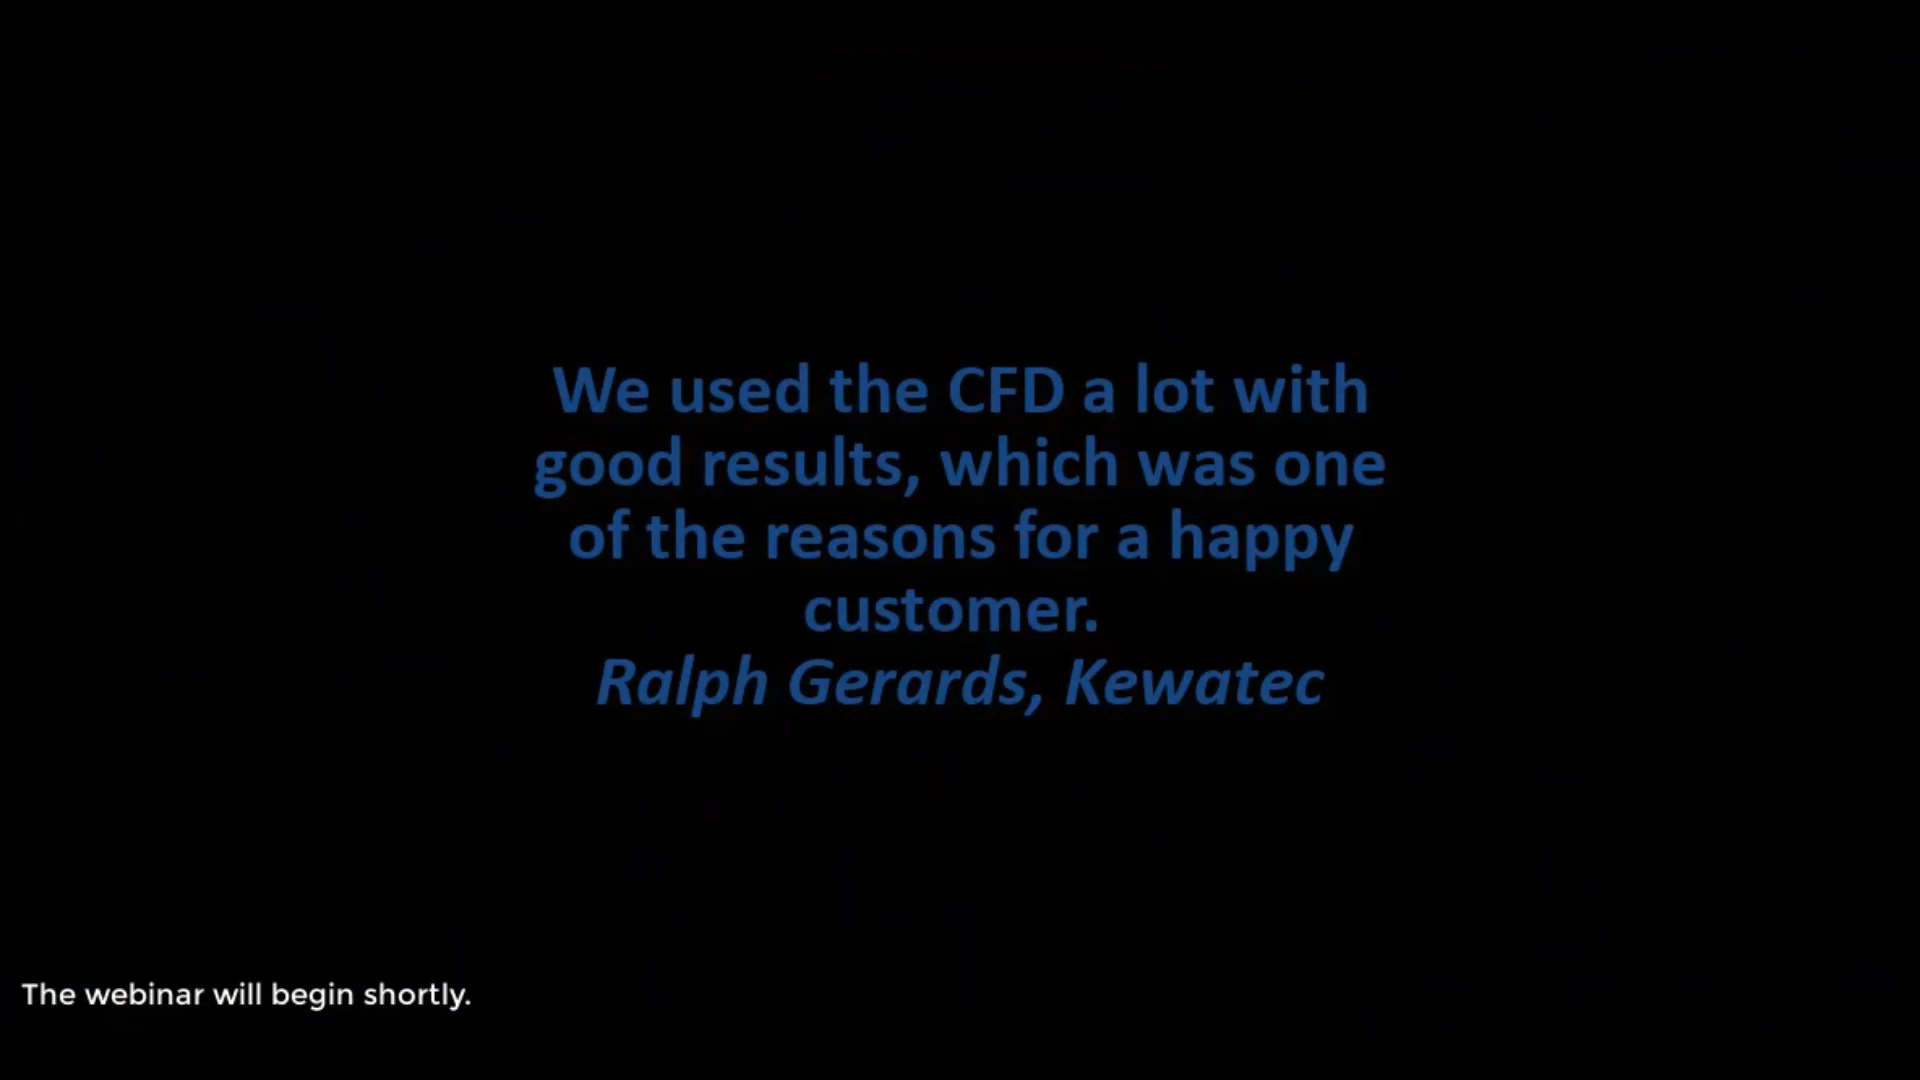 We used the CFD a lot with
good results, which was one
of the reasons for a happy
customer.
Ralph Gerards, Kewatec
The webinar will begin shortly.